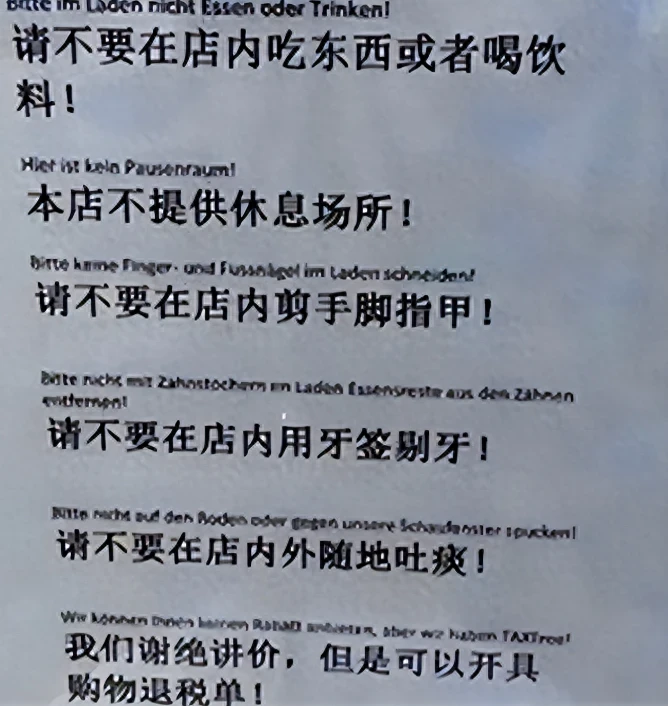 Bitte im Laden nicht Essen oder Trinken!
请不要在店内吃东西或者喝饮
料！
Hier ist kein Pausenraum!
本店不提供休息场所！
Bitte keine Finger- und Fussnägel im Laden schneiden!
请不要在店内剪手脚指甲！
Bitte nicht mit Zahnstochern im Laden Essensreste aus den Zähnen
entfernen!
请不要在店内用牙签剔牙！
Bitte nicht auf den Boden oder gegen unsere Schaufenster spucken!
请不要在店内外随地吐痰！
Wir können Ihnen keinen Rabatt anbieten, aber wir haben TAXFree!
我们谢绝讲价，但是可以开具
购物退税单！